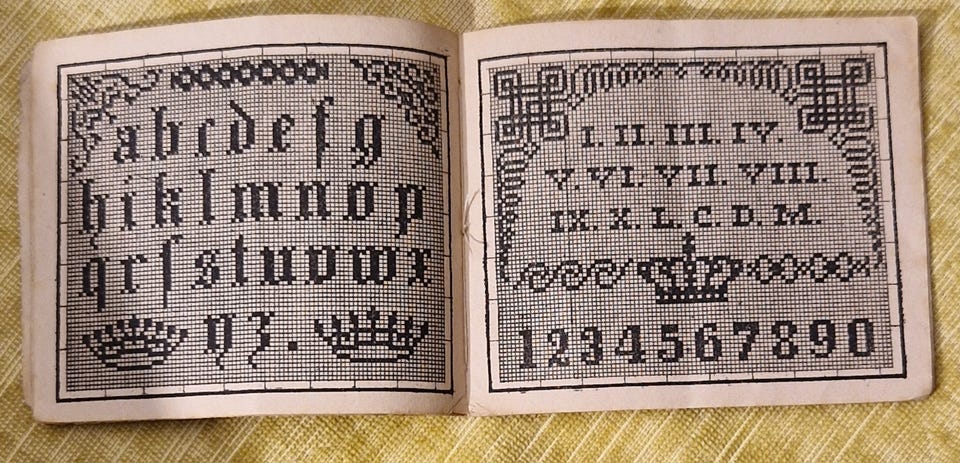 abcdefg
hiklmnop
qrſstuvwx
yz.
I. II. III. IV.
V. VI. VII. VIII.
IX. X. L. C. D. M.
1234567890